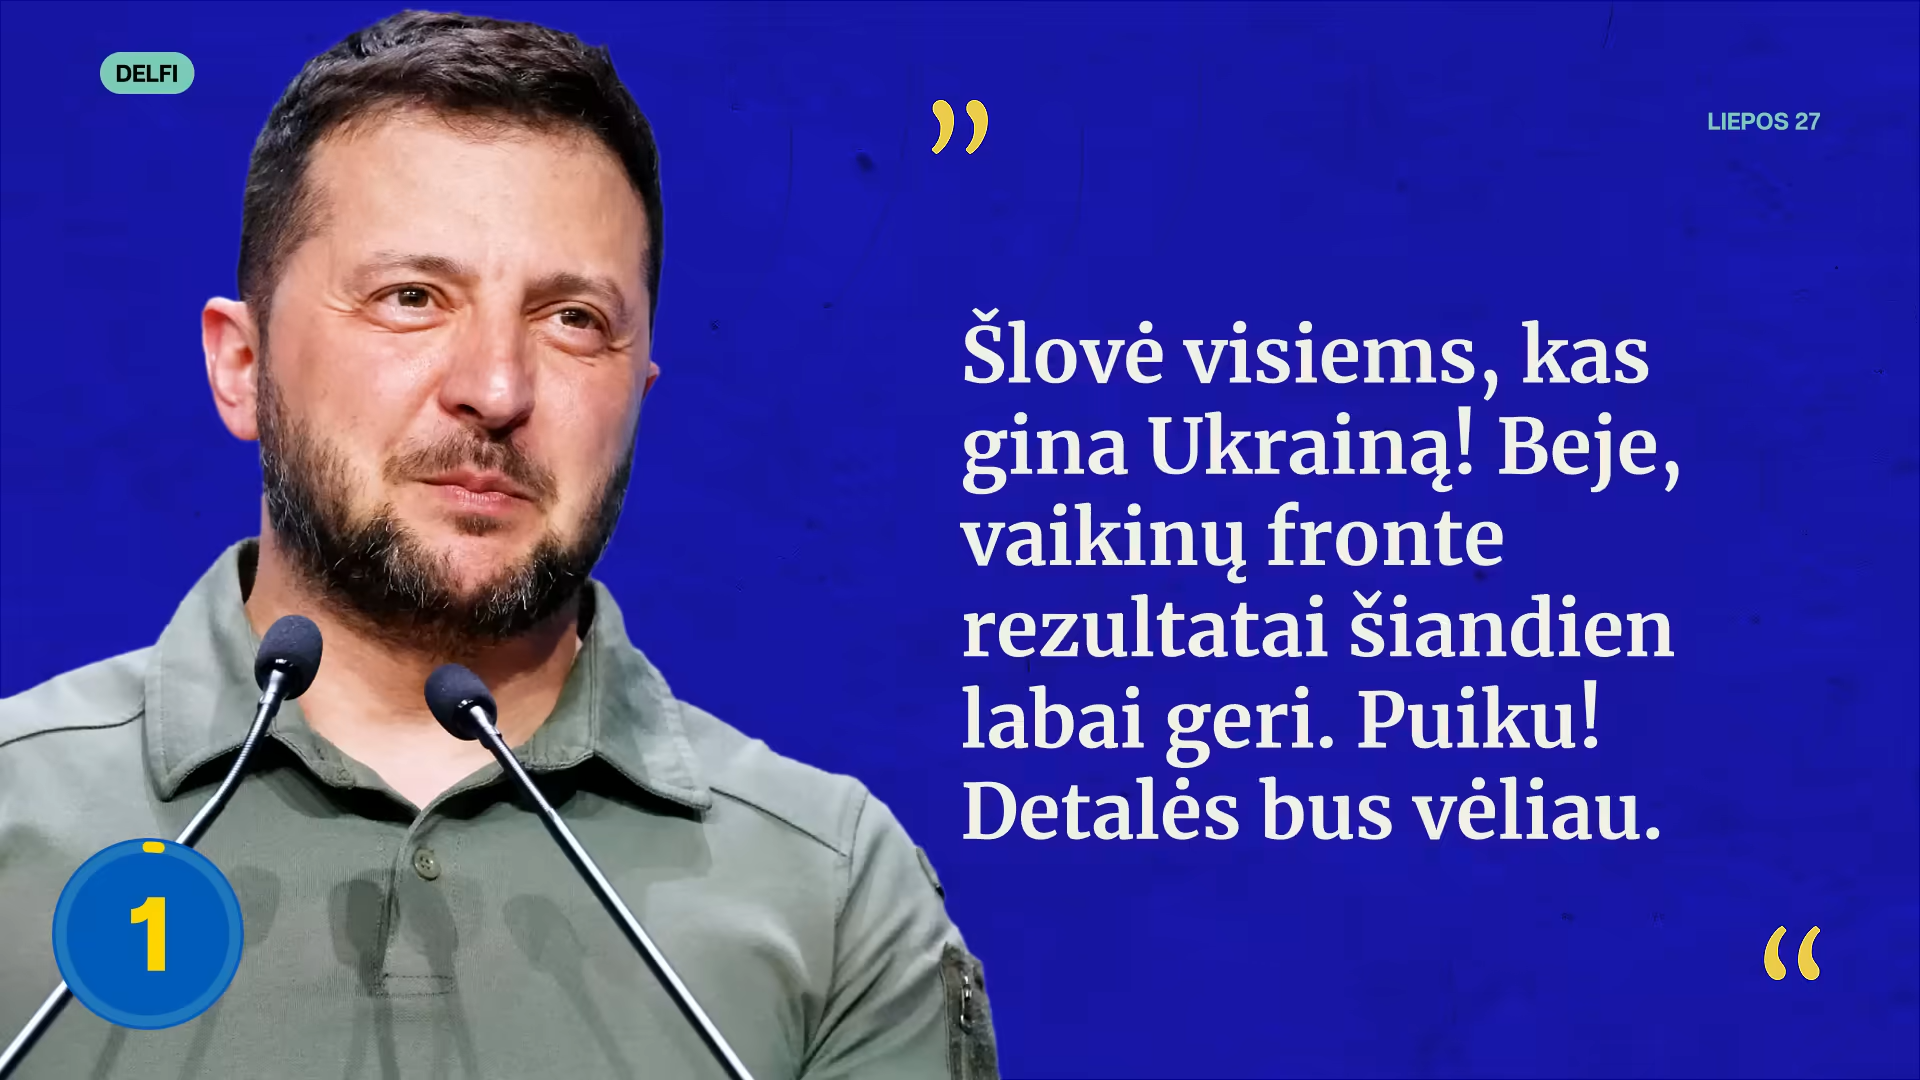 DELFI
LIEPOS 27
”
Šlovė visiems, kas
gina Ukrainą! Beje,
vaikinų fronte
rezultatai šiandien
labai geri. Puiku!
Detalės bus vėliau.
“
1